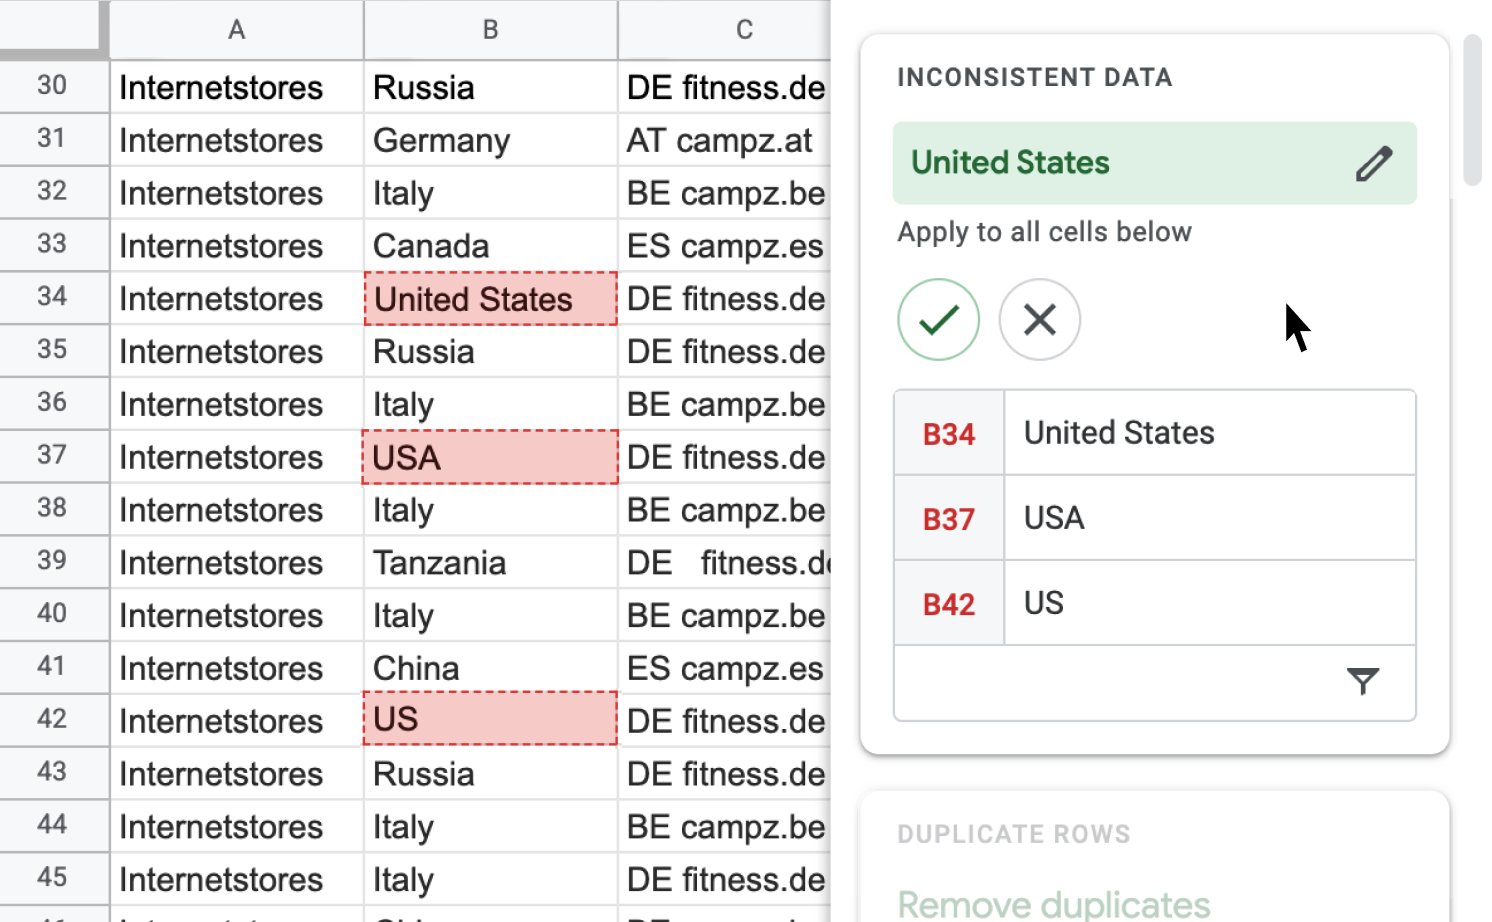 A B C
30 Internetstores Russia DE fitness.de
31 Internetstores Germany AT campz.at
32 Internetstores Italy BE campz.be
33 Internetstores Canada ES campz.es
34 Internetstores United States DE fitness.de
35 Internetstores Russia DE fitness.de
36 Internetstores Italy BE campz.be
37 Internetstores USA DE fitness.de
38 Internetstores Italy BE campz.be
39 Internetstores Tanzania DE fitness.de
40 Internetstores Italy BE campz.be
41 Internetstores China ES campz.es
42 Internetstores US DE fitness.de
43 Internetstores Russia DE fitness.de
44 Internetstores Italy BE campz.be
45 Internetstores Italy DE fitness.de
INCONSISTENT DATA
United States
Apply to all cells below
B34 United States
B37 USA
B42 US
DUPLICATE ROWS
Remove duplicates